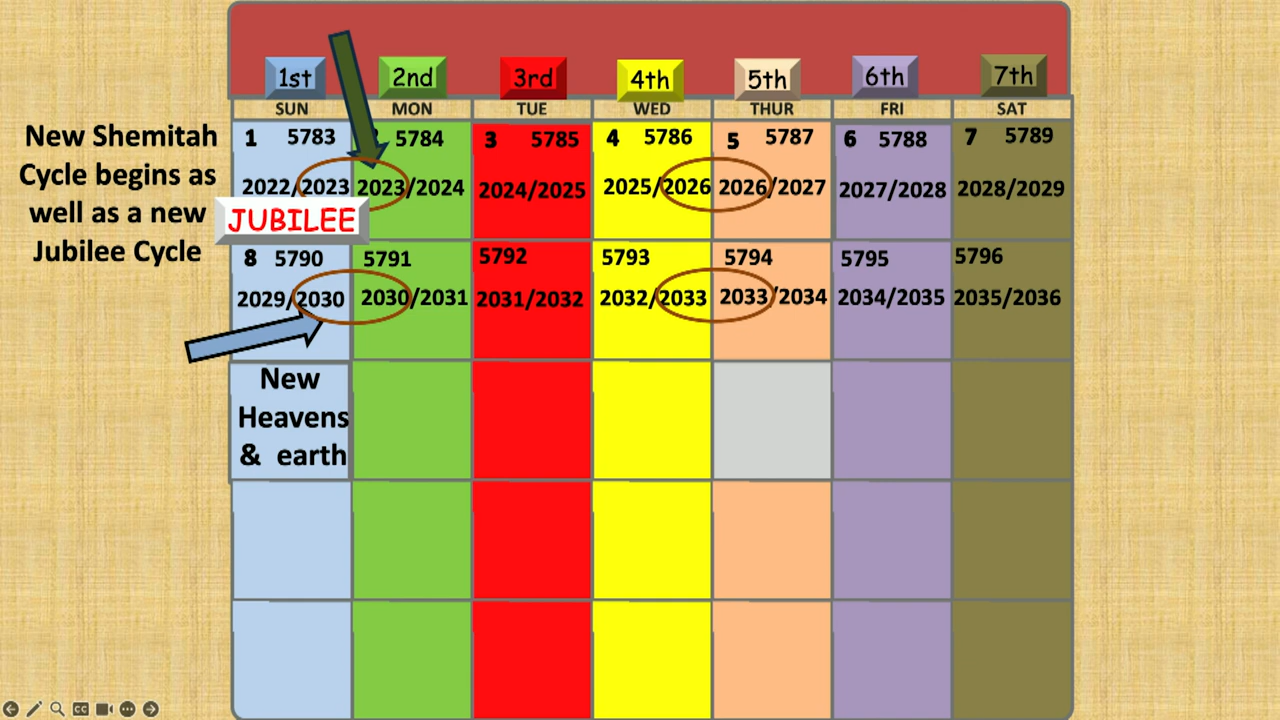 1st 2nd 3rd 4th 5th 6th 7th
SUN MON TUE WED THUR FRI SAT
New Shemitah
Cycle begins as
well as a new
Jubilee Cycle
1 5783 2 5784 3 5785 4 5786 5 5787 6 5788 7 5789
2022/2023 2023/2024 2024/2025 2025/2026 2026/2027 2027/2028 2028/2029
JUBILEE
8 5790 5791 5792 5793 5794 5795 5796
2029/2030 2030/2031 2031/2032 2032/2033 2033/2034 2034/2035 2035/2036
New
Heavens
& earth
CC